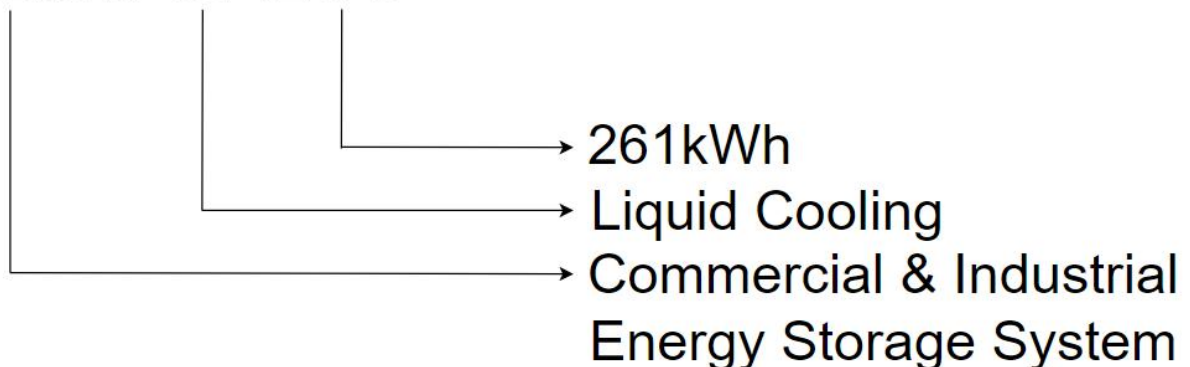 261kWh
Liquid Cooling
Commercial & Industrial
Energy Storage System